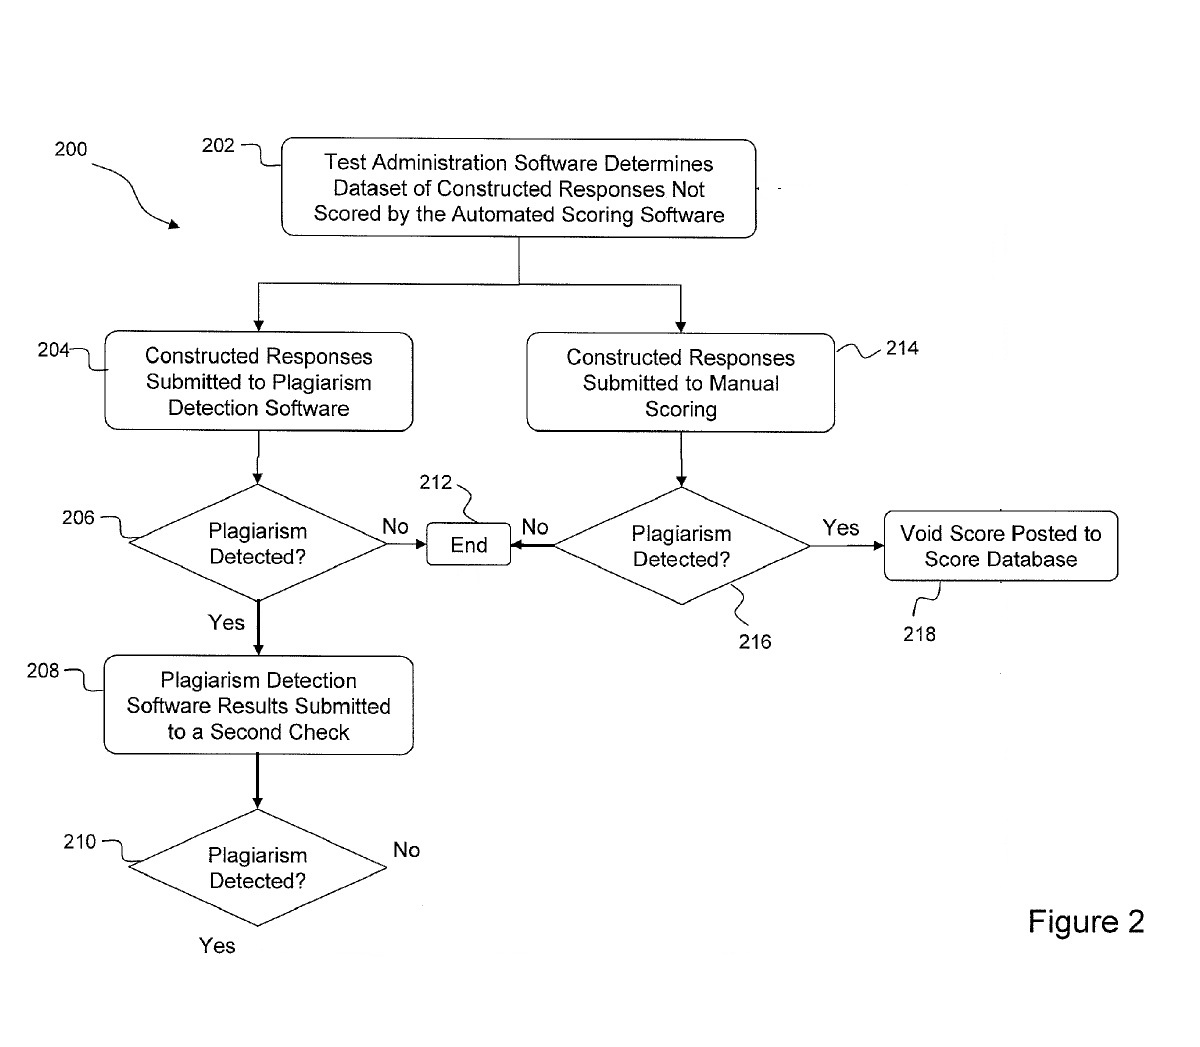 200
202
Test Administration Software Determines
Dataset of Constructed Responses Not
Scored by the Automated Scoring Software
204
Constructed Responses
Submitted to Plagiarism
Detection Software
Constructed Responses
Submitted to Manual
Scoring
214
206
Plagiarism
Detected?
No
212
End
No
Plagiarism
Detected?
216
Yes
Void Score Posted to
Score Database
218
Yes
208
Plagiarism Detection
Software Results Submitted
to a Second Check
210
Plagiarism
Detected?
No
Yes
Figure 2